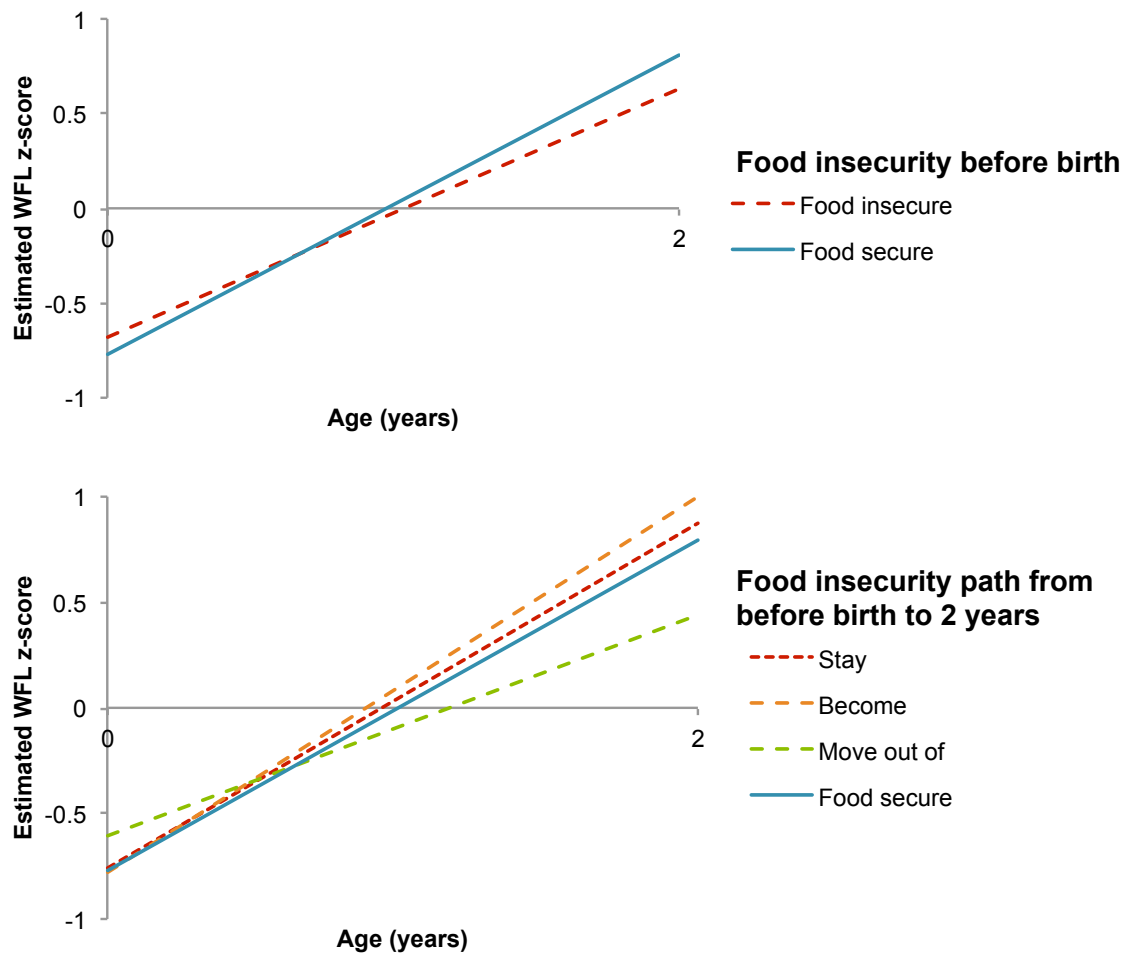 1
0.5
0
-0.5
-1
Estimated WFL z-score
0
2
Age (years)
Food insecurity before birth
Food insecure
Food secure
1
0.5
0
-0.5
-1
Estimated WFL z-score
0
2
Age (years)
Food insecurity path from
before birth to 2 years
Stay
Become
Move out of
Food secure